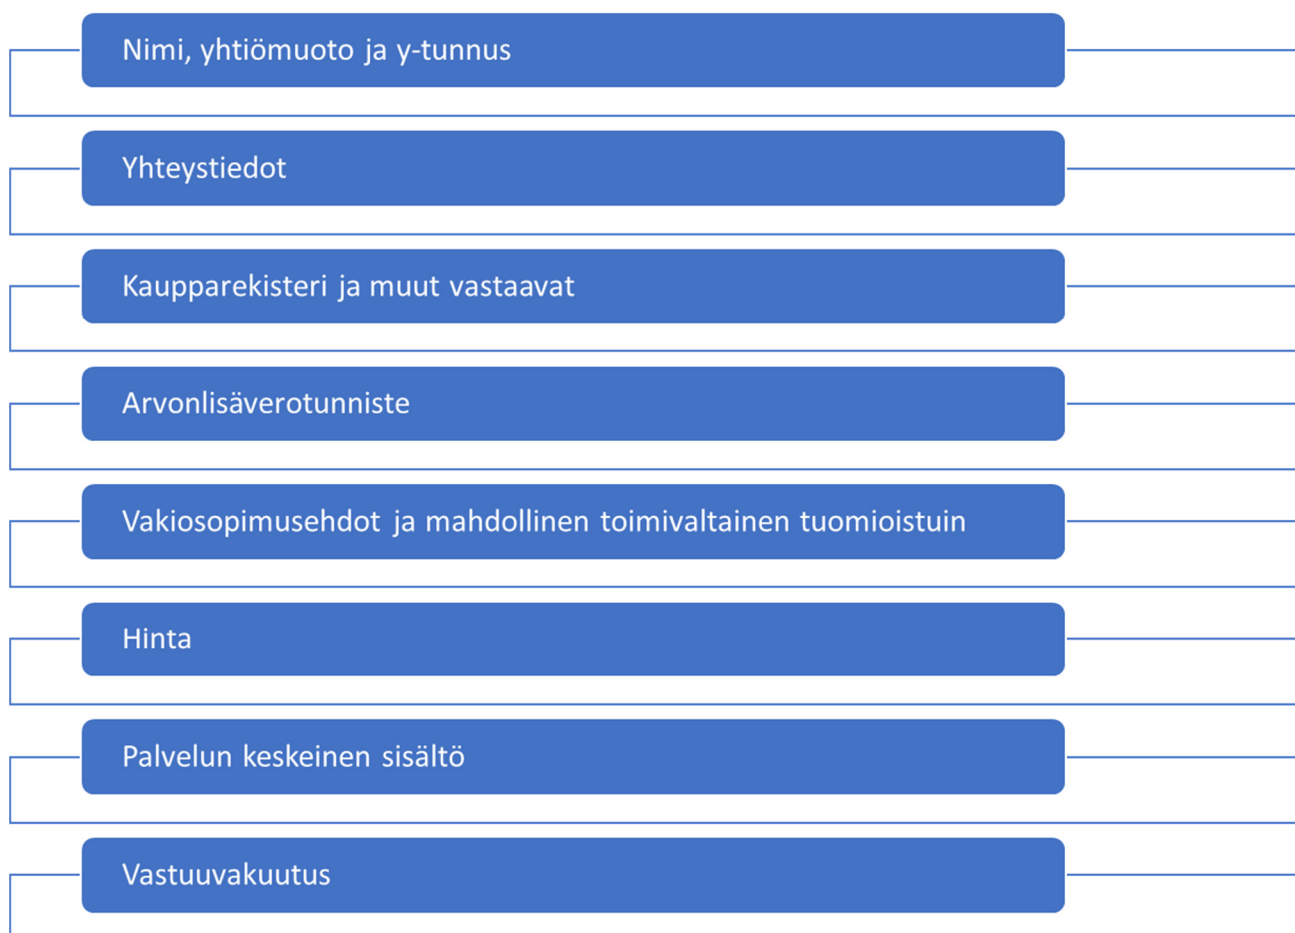 Nimi, yhtiömuoto ja y-tunnus
Yhteystiedot
Kaupparekisteri ja muut vastaavat
Arvonlisäverotunniste
Vakiosopimusehdot ja mahdollinen toimivaltainen tuomioistuin
Hinta
Palvelun keskeinen sisältö
Vastuuvakuutus